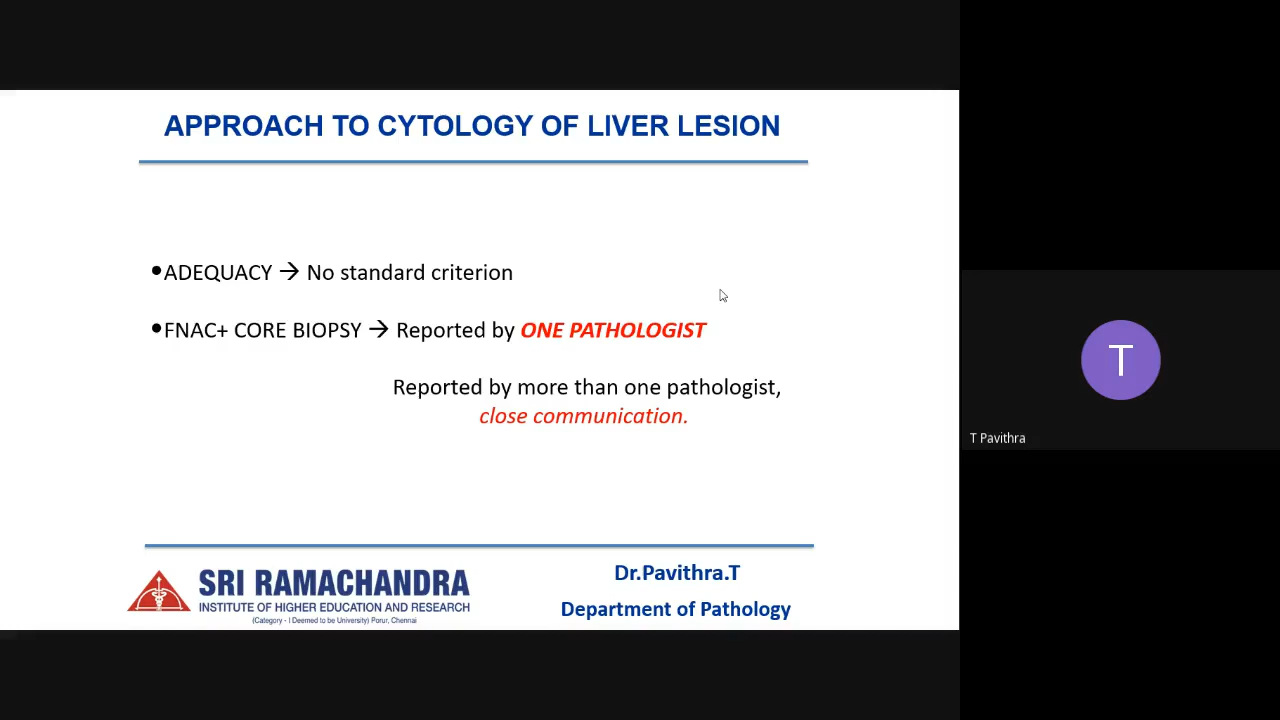 APPROACH TO CYTOLOGY OF LIVER LESION
•ADEQUACY → No standard criterion
•FNAC+ CORE BIOPSY → Reported by ONE PATHOLOGIST
Reported by more than one pathologist,
close communication.
SRI RAMACHANDRA
INSTITUTE OF HIGHER EDUCATION AND RESEARCH
(Category - I Deemed to be University) Porur, Chennai
Dr.Pavithra.T
Department of Pathology
T
T Pavithra